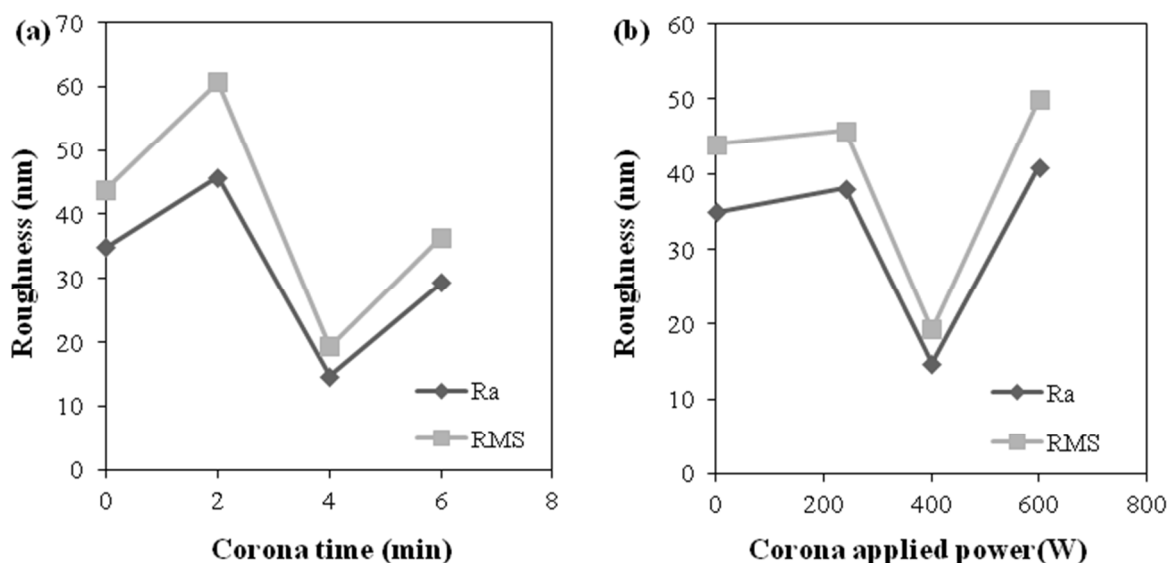 (a)
70
60
50
40
30
20
10
0
Roughness (nm)
Ra
RMS
0 2 4 6 8
Corona time (min)
(b)
60
50
40
30
20
10
0
Roughness (nm)
Ra
RMS
0 200 400 600 800
Corona applied power(W)